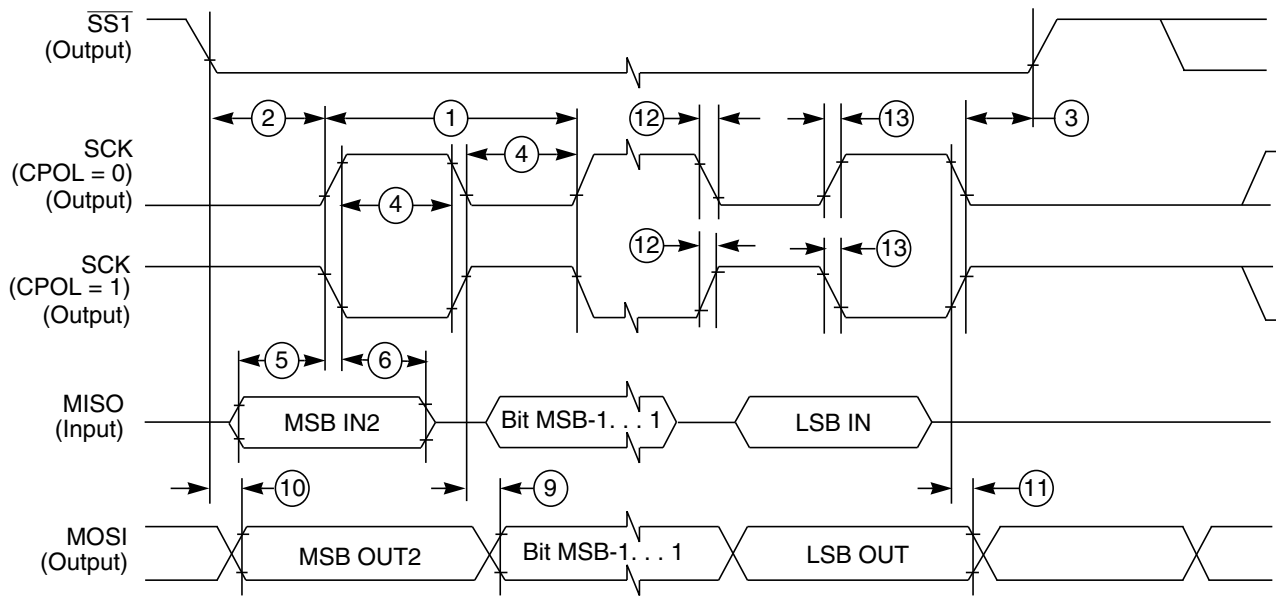 SS1
(Output)
2
1
12
13
3
SCK
(CPOL = 0)
(Output)
4
4
12
13
SCK
(CPOL = 1)
(Output)
5
6
MISO
(Input)
MSB IN2
Bit MSB-1. . . 1
LSB IN
10
9
11
MOSI
(Output)
MSB OUT2
Bit MSB-1. . . 1
LSB OUT